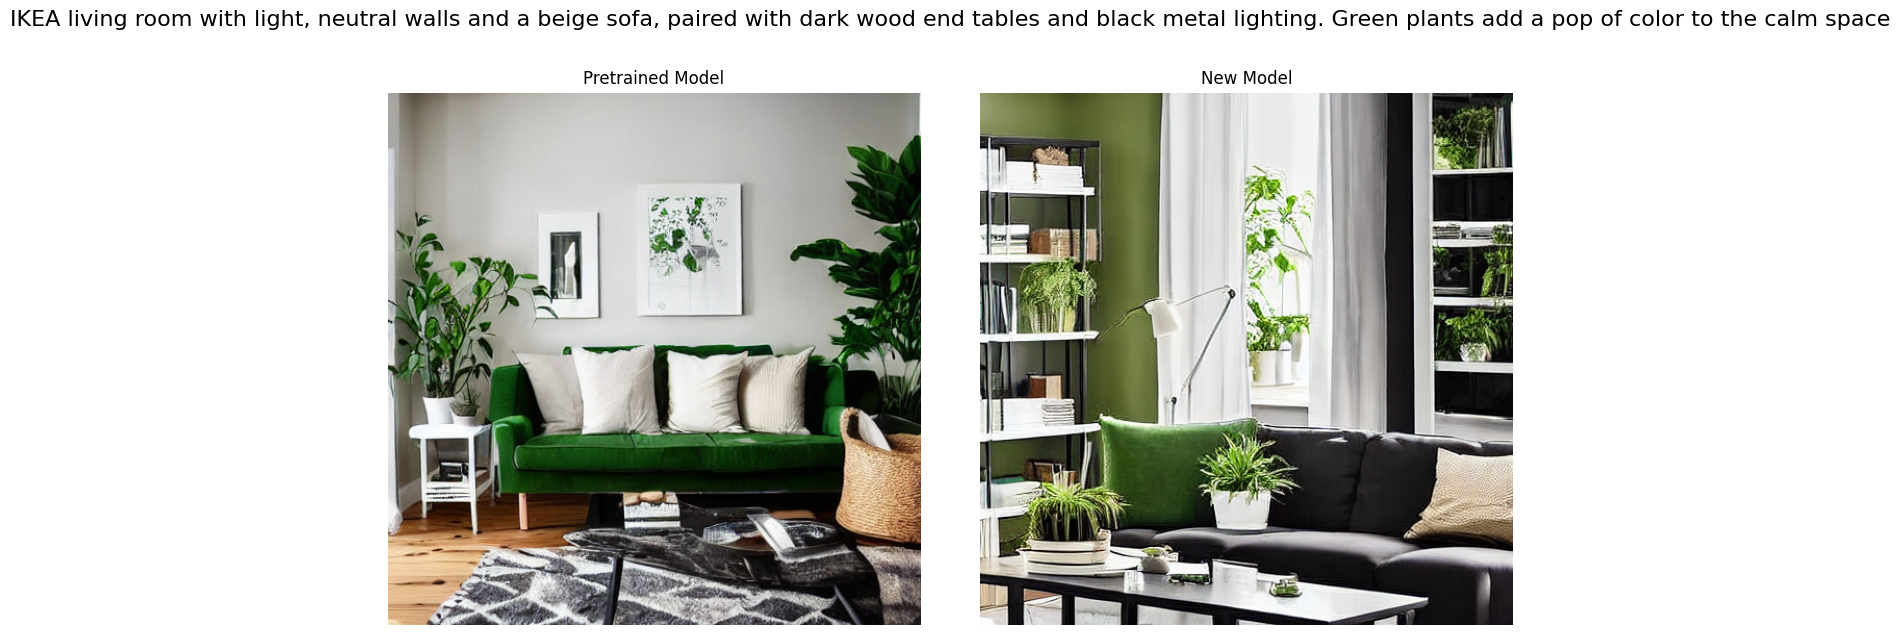 IKEA living room with light, neutral walls and a beige sofa, paired with dark wood end tables and black metal lighting. Green plants add a pop of color to the calm space
Pretrained Model
New Model